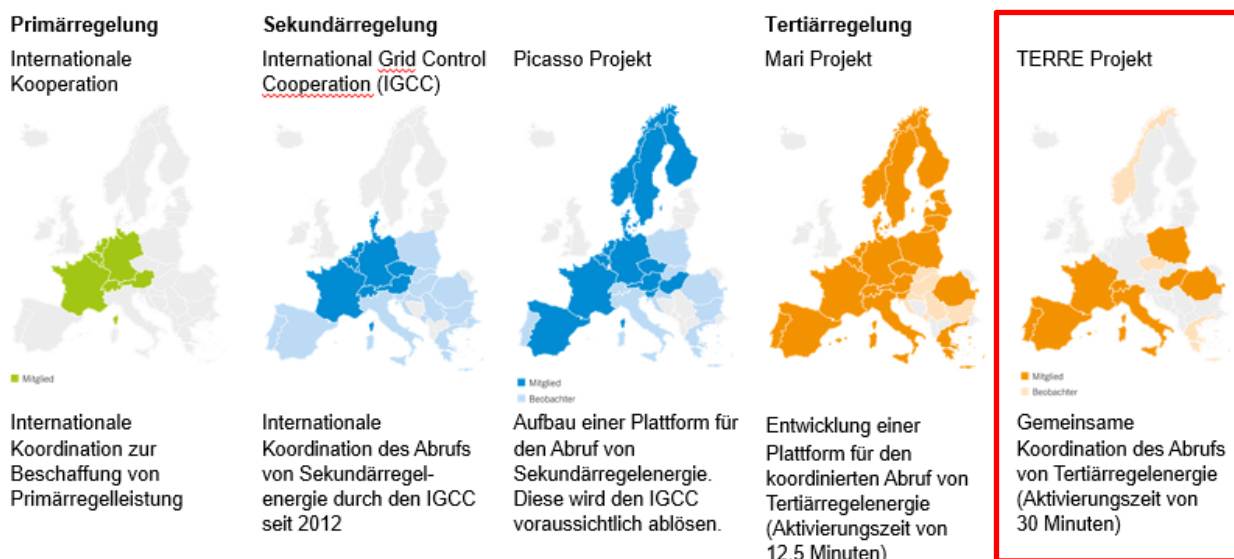 Primärregelung
Internationale
Kooperation
Mitglied
Internationale
Koordination zur
Beschaffung von
Primärregelleistung
Sekundärregelung
International Grid Control
Cooperation (IGCC)
Internationale
Koordination des Abrufs
von Sekundärregel-
energie durch den IGCC
seit 2012
Picasso Projekt
Mitglied
Beobachter
Aufbau einer Plattform für
den Abruf von
Sekundärregelenergie.
Diese wird den IGCC
voraussichtlich ablösen.
Tertiärregelung
Mari Projekt
Entwicklung einer
Plattform für den
koordinierten Abruf von
Tertiärregelenergie
(Aktivierungszeit von
12.5 Minuten)
TERRE Projekt
Mitglied
Beobachter
Gemeinsame
Koordination des Abrufs
von Tertiärregelenergie
(Aktivierungszeit von
30 Minuten)